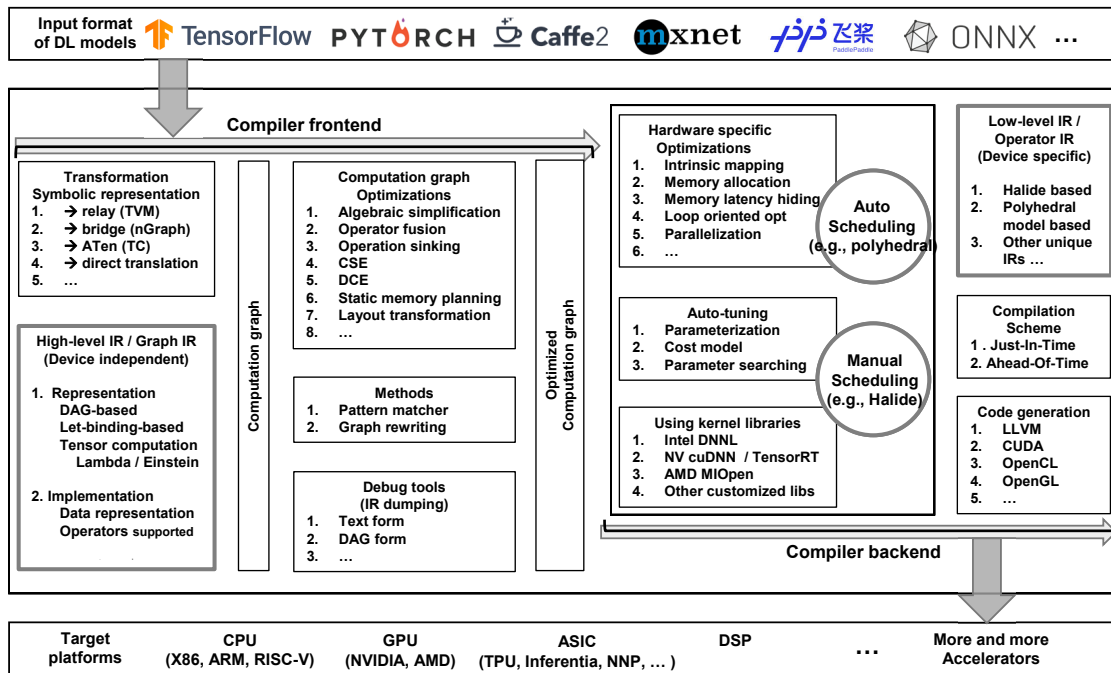 Input format
of DL models
TensorFlow
PYTORCH
Caffe2
mxnet
飞桨
PaddlePaddle
ONNX
...
Compiler frontend
Transformation
Symbolic representation
1. → relay (TVM)
2. → bridge (nGraph)
3. → ATen (TC)
4. → direct translation
5. …
High-level IR / Graph IR
(Device independent)
1. Representation
DAG-based
Let-binding-based
Tensor computation
Lambda / Einstein
2. Implementation
Data representation
Operators supported
Computation graph
Computation graph
Optimizations
1. Algebraic simplification
2. Operator fusion
3. Operation sinking
4. CSE
5. DCE
6. Static memory planning
7. Layout transformation
8. …
Methods
1. Pattern matcher
2. Graph rewriting
Debug tools
(IR dumping)
1. Text form
2. DAG form
3. …
Optimized
Computation graph
Hardware specific
Optimizations
1. Intrinsic mapping
2. Memory allocation
3. Memory latency hiding
4. Loop oriented opt
5. Parallelization
6. …
Auto
Scheduling
(e.g., polyhedral)
Auto-tuning
1. Parameterization
2. Cost model
3. Parameter searching
Manual
Scheduling
(e.g., Halide)
Using kernel libraries
1. Intel DNNL
2. NV cuDNN / TensorRT
3. AMD MIOpen
4. Other customized libs
Low-level IR /
Operator IR
(Device specific)
1. Halide based
2. Polyhedral
model based
3. Other unique
IRs …
Compilation
Scheme
1 . Just-In-Time
2. Ahead-Of-Time
Code generation
1. LLVM
2. CUDA
3. OpenCL
4. OpenGL
5. …
Compiler backend
Target
platforms
CPU
(X86, ARM, RISC-V)
GPU
(NVIDIA, AMD)
ASIC
(TPU, Inferentia, NNP, … )
DSP
...
More and more
Accelerators